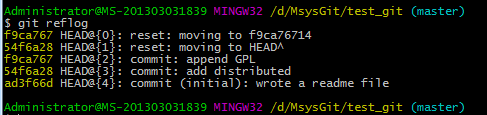 Administrator@MS-201303031839 MINGW32 /d/MsysGit/test_git (master)
$ git reflog
f9ca767 HEAD@{0}: reset: moving to f9ca76714
54f6a28 HEAD@{1}: reset: moving to HEAD^
f9ca767 HEAD@{2}: commit: append GPL
54f6a28 HEAD@{3}: commit: add distributed
ad3f66d HEAD@{4}: commit (initial): wrote a readme file
Administrator@MS-201303031839 MINGW32 /d/MsysGit/test_git (master)